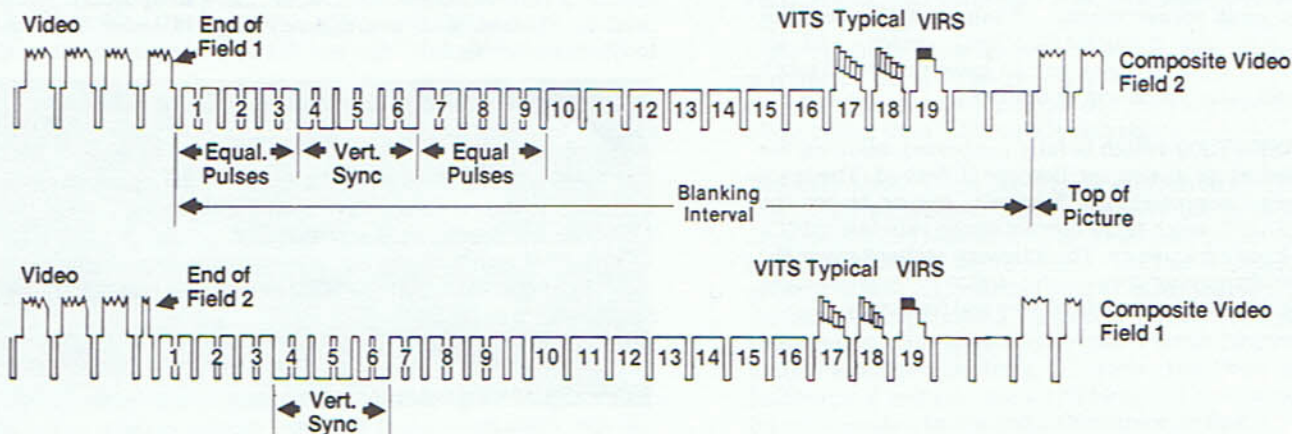 Video
End of
Field 1
VITS Typical VIRS
Composite Video
Field 2
1 2 3 4 5 6 7 8 9 10 11 12 13 14 15 16 17 18 19
Equal.
Pulses
Vert.
Sync
Equal
Pulses
Blanking
Interval
Top of
Picture
Video
End of
Field 2
VITS Typical VIRS
Composite Video
Field 1
1 2 3 4 5 6 7 8 9 10 11 12 13 14 15 16 17 18 19
Vert.
Sync